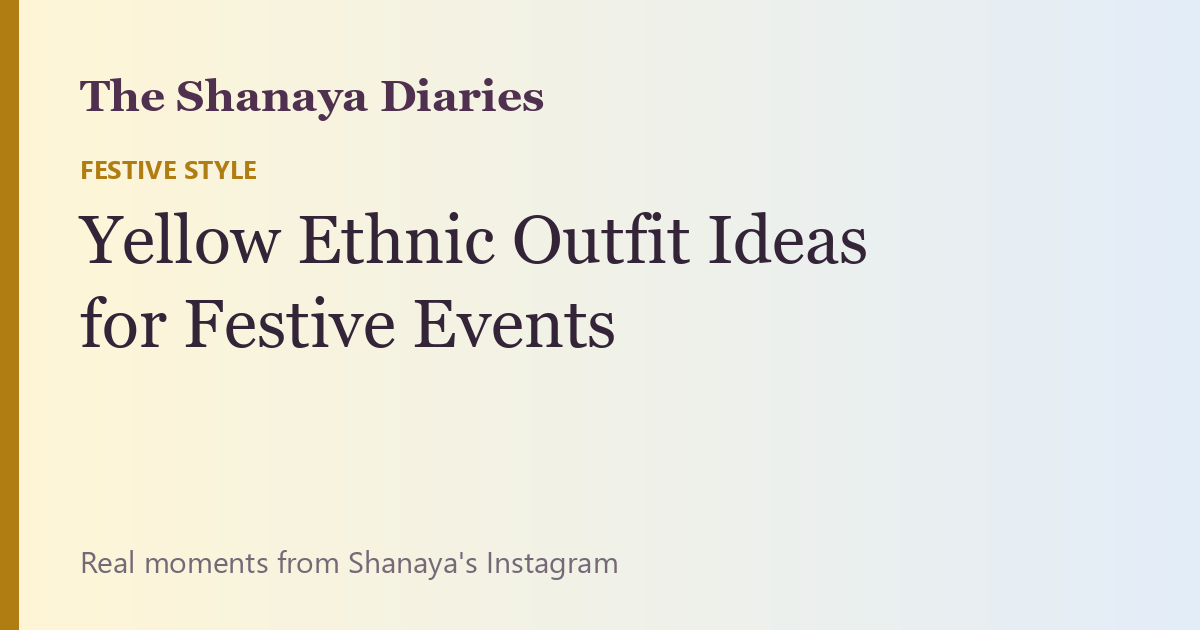 The Shanaya Diaries
FESTIVE STYLE
Yellow Ethnic Outfit Ideas
for Festive Events
Real moments from Shanaya's Instagram